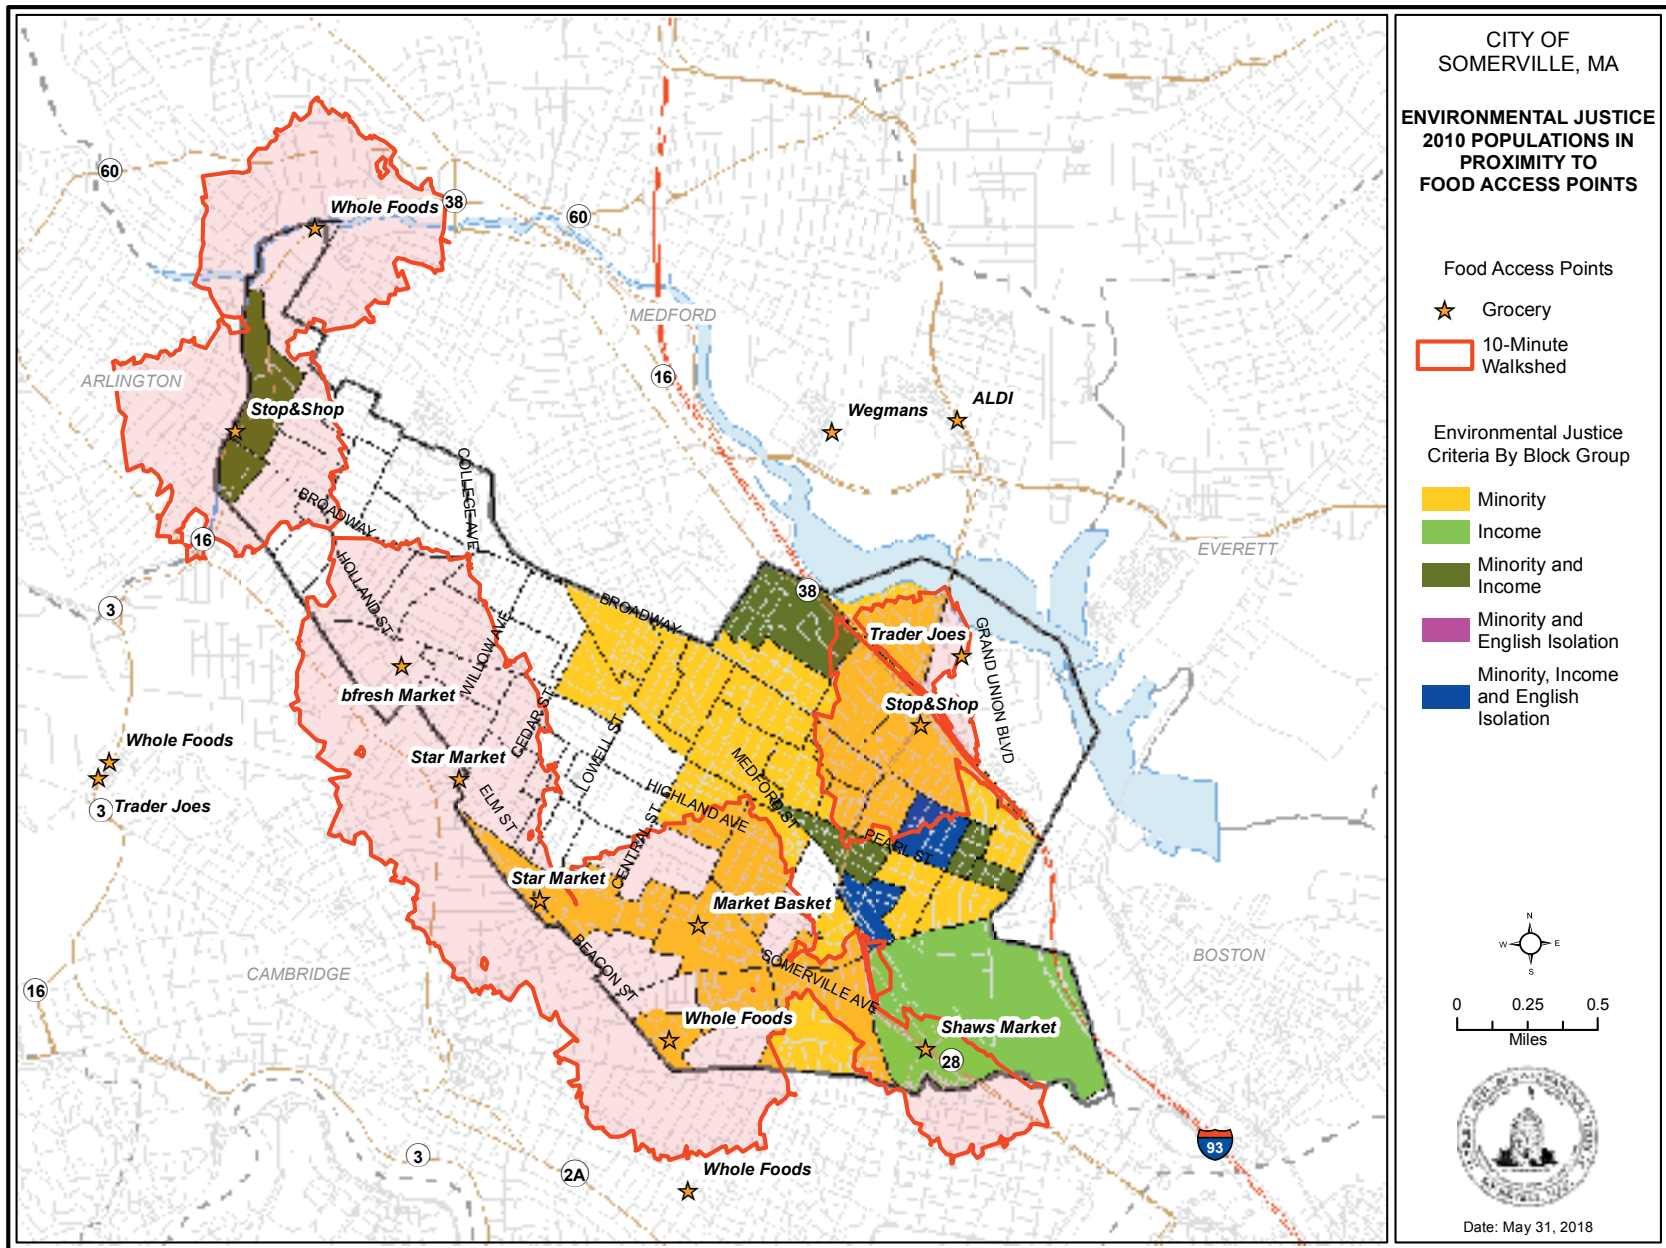 CITY OF
SOMERVILLE, MA
ENVIRONMENTAL JUSTICE
2010 POPULATIONS IN
PROXIMITY TO
FOOD ACCESS POINTS
Food Access Points
Grocery
10-Minute
Walkshed
Environmental Justice
Criteria By Block Group
Minority
Income
Minority and
Income
Minority and
English Isolation
Minority, Income
and English
Isolation
N
W
E
S
0
0.25
0.5
Miles
Date: May 31, 2018
60
Whole Foods
38
60
MEDFORD
ARLINGTON
16
Stop&Shop
Wegmans
ALDI
COLLEGE AVE
BROADWAY
16
EVERETT
HOLLAND ST
3
BROADWAY
38
WILLOW AVE
Trader Joes
GRAND UNION BLVD
bfresh Market
Stop&Shop
CEDAR ST
LOWELL ST
Whole Foods
Star Market
MEDFORD ST
3
Trader Joes
ELM ST
HIGHLAND AVE
CENTRAL ST
PEARL ST
Star Market
Market Basket
BEACON ST
SOMERVILLE AVE
CAMBRIDGE
BOSTON
16
Whole Foods
Shaws Market
28
3
2A
Whole Foods
93